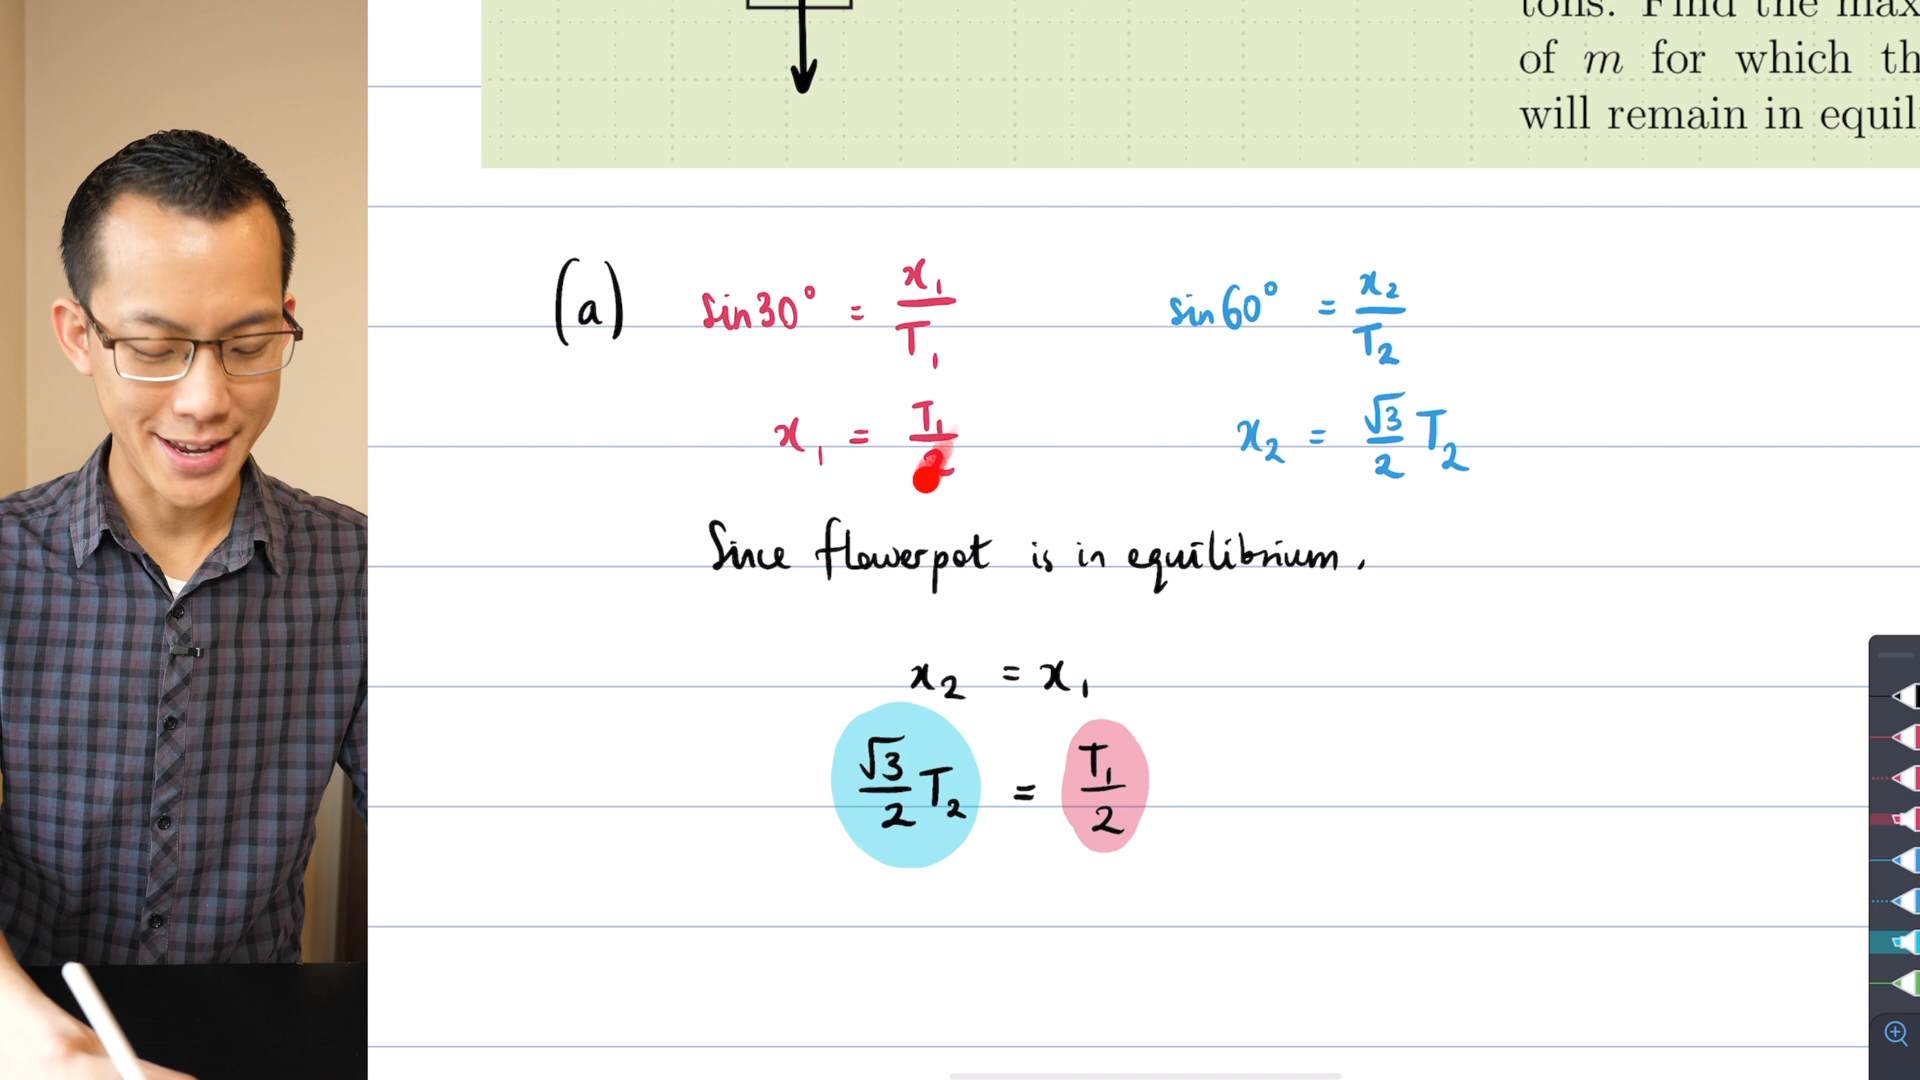 tons. Find the max
of m for which th
will remain in equil
(a) sin30° = x₁/T₁ sin60° = x₂/T₂
x₁ = T₁/2 x₂ = √3/2 T₂
Since flowerpot is in equilibrium,
x₂ = x₁
√3/2 T₂ = T₁/2